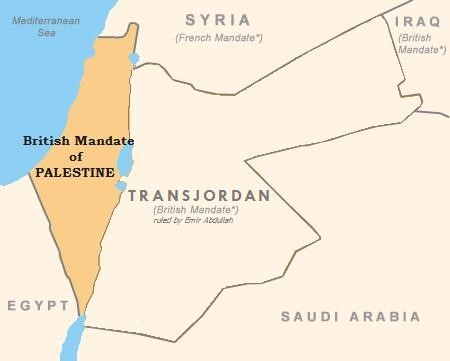 Mediterranean
Sea
SYRIA
(French Mandate*)
IRAQ
(British
Mandate*)
British Mandate
of
PALESTINE
TRANSJORDAN
(British Mandate*)
ruled by Emir Abdullah
EGYPT
SAUDI ARABIA